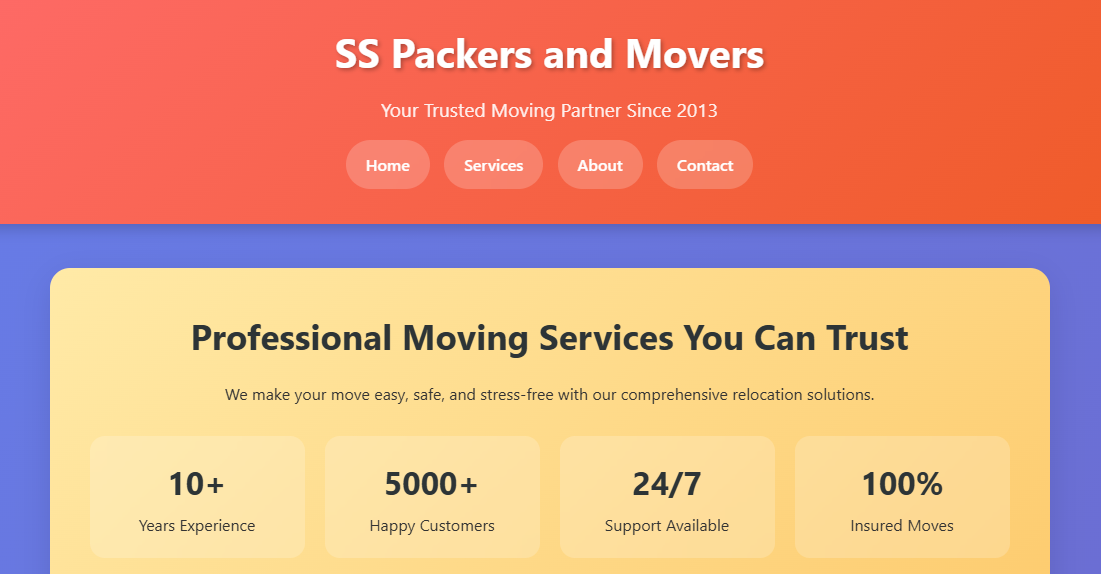 SS Packers and Movers
Your Trusted Moving Partner Since 2013
Home Services About Contact
Professional Moving Services You Can Trust
We make your move easy, safe, and stress-free with our comprehensive relocation solutions.
10+ 5000+ 24/7 100%
Years Experience Happy Customers Support Available Insured Moves